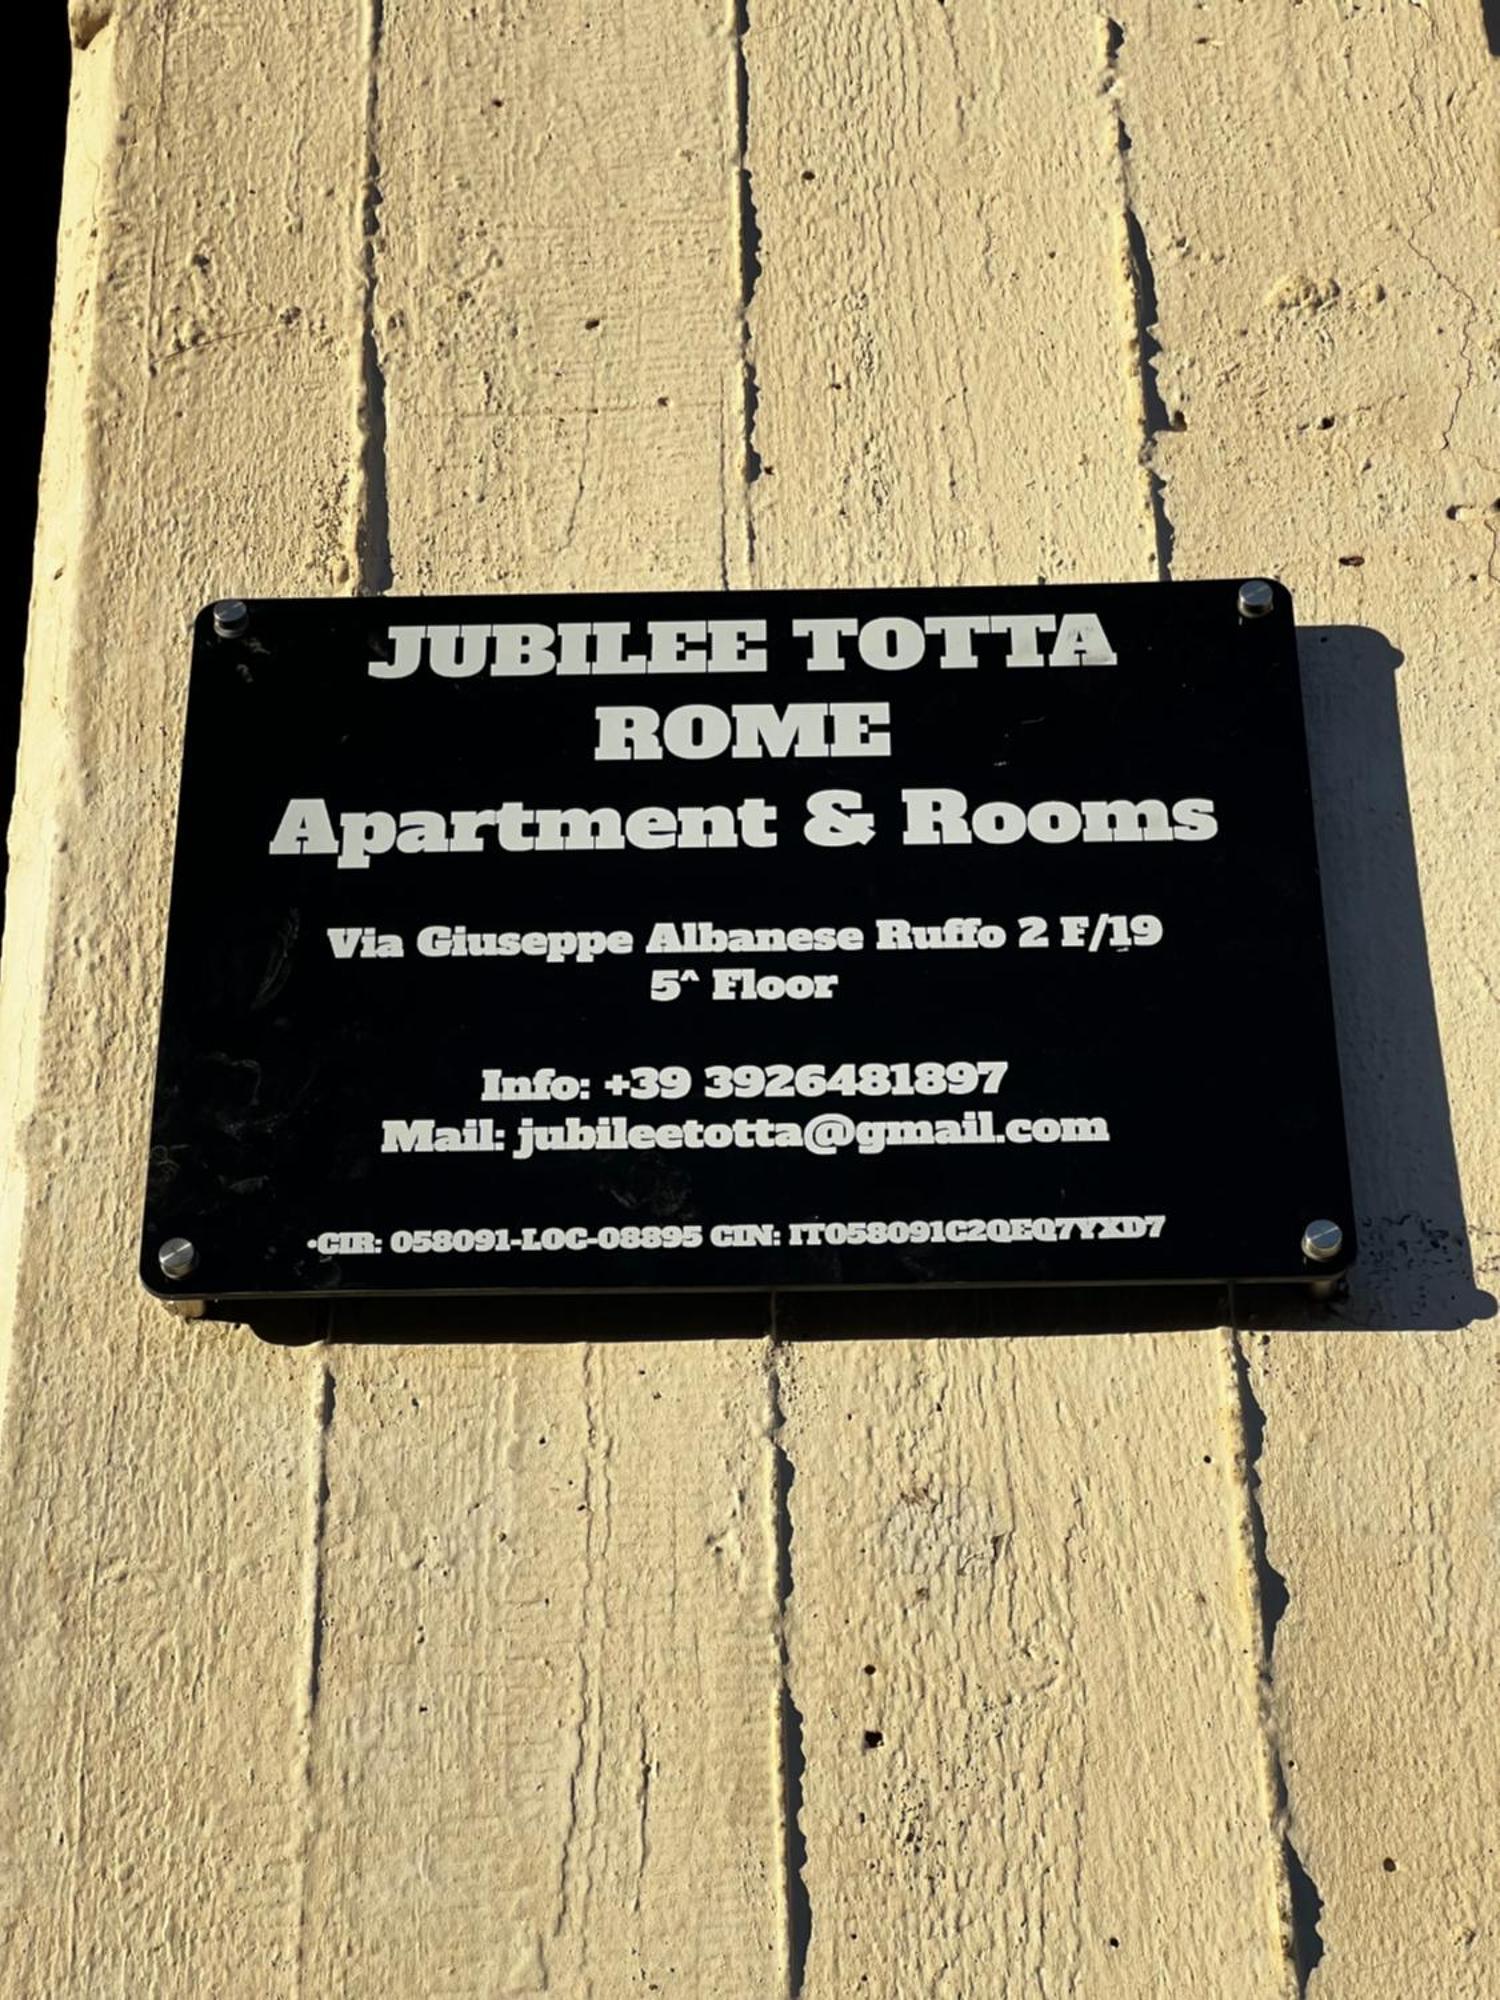 JUBILEE TOTTA
ROME
Apartment & Rooms
Via Giuseppe Albanese Ruffo 2 F/19
5^ Floor
Info: +39 3926481897
Mail: jubileetotta@gmail.com
•CIR: 058091-LOC-08895 CIN: IT058091C2QEQ7YXD7